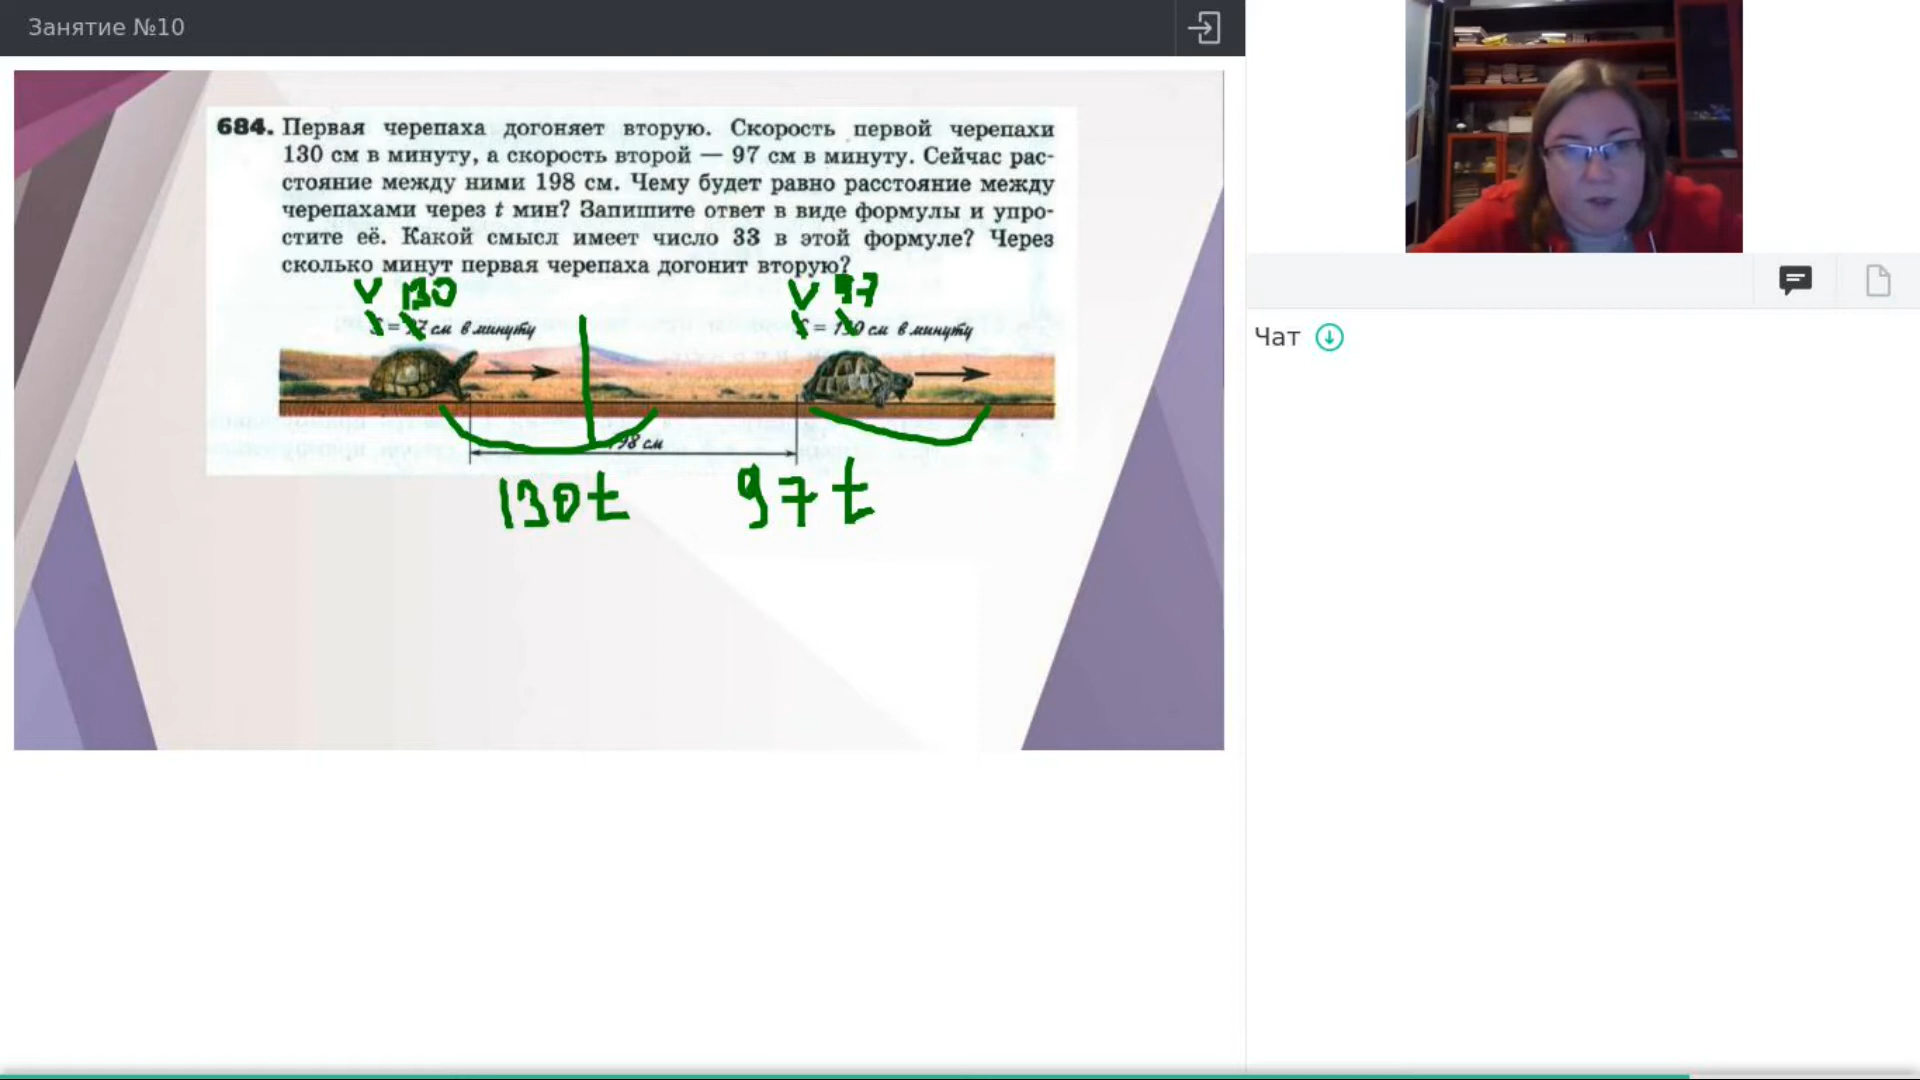 Занятие №10
684. Первая черепаха догоняет вторую. Скорость первой черепахи
130 см в минуту, а скорость второй — 97 см в минуту. Сейчас рас-
стояние между ними 198 см. Чему будет равно расстояние между
черепахами через t мин? Запишите ответ в виде формулы и упро-
стите её. Какой смысл имеет число 33 в этой формуле? Через
сколько минут первая черепаха догонит вторую?
V 130
V 97
= 97 см в минуту
= 130 см в минуту
198 см
130t
97t
Чат